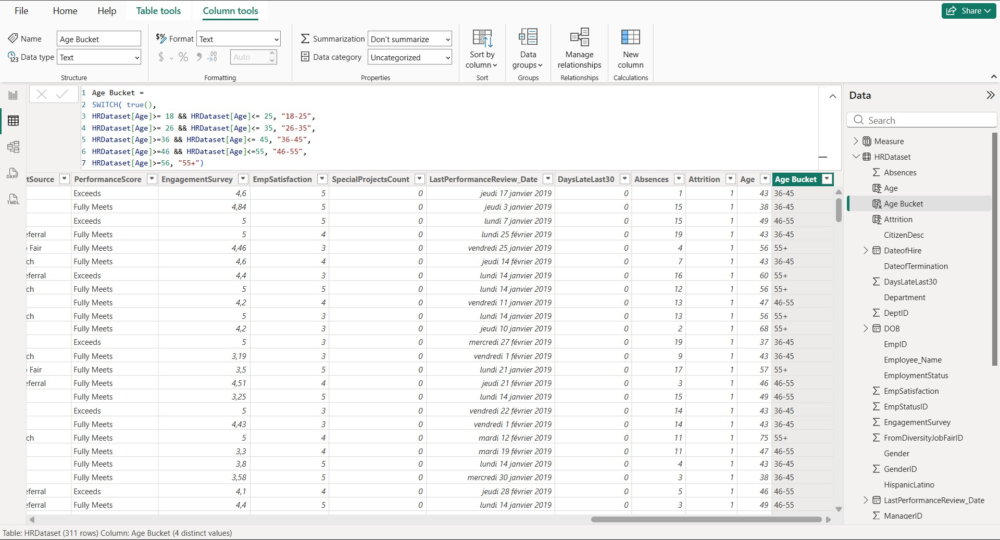 File Home Help Table tools Column tools Share
Name Age Bucket $% Format Text Summarization Don't summarize
Data type Text $ % 9 .00 Auto Data category Uncategorized
Sort by column Data groups Manage relationships New column
Structure Formatting Properties Sort Groups Relationships Calculations
1 Age Bucket =
2 SWITCH( true(),
3 HRDataset[Age]>= 18 && HRDataset[Age]<= 25, "18-25",
4 HRDataset[Age]>= 26 && HRDataset[Age]<= 35, "26-35",
5 HRDataset[Age]>=36 && HRDataset[Age]<= 45, "36-45",
6 HRDataset[Age]>=46 && HRDataset[Age]<=55, "46-55",
7 HRDataset[Age]>=56, "55+")
DAX
TMDL
tSource PerformanceScore EngagementSurvey EmpSatisfaction SpecialProjectsCount LastPerformanceReview_Date DaysLateLast30 Absences Attrition Age Age Bucket
Exceeds 4,6 5 0 jeudi 17 janvier 2019 0 1 1 43 36-45
Fully Meets 4,84 5 0 jeudi 3 janvier 2019 0 15 1 38 36-45
Exceeds 5 5 0 lundi 7 janvier 2019 0 15 1 49 46-55
eferral Fully Meets 5 4 0 lundi 25 février 2019 0 19 1 43 36-45
Fair Fully Meets 4,46 3 0 vendredi 25 janvier 2019 0 4 1 56 55+
ch Fully Meets 4,6 4 0 jeudi 14 février 2019 0 7 1 43 36-45
eferral Exceeds 4,4 3 0 lundi 14 janvier 2019 0 16 1 60 55+
ch Fully Meets 5 5 0 lundi 14 janvier 2019 0 12 1 56 55+
Fully Meets 4,2 4 0 vendredi 11 janvier 2019 0 13 1 47 46-55
ch Fully Meets 5 3 0 lundi 14 janvier 2019 0 13 1 56 55+
Fully Meets 4,2 3 0 jeudi 10 janvier 2019 0 2 1 68 55+
Exceeds 5 3 0 mercredi 27 février 2019 0 19 1 37 36-45
ch Fully Meets 3,19 3 0 vendredi 1 février 2019 0 9 1 43 36-45
Fair Fully Meets 3,5 5 0 lundi 21 janvier 2019 0 17 1 57 55+
eferral Fully Meets 4,51 4 0 jeudi 21 février 2019 0 3 1 46 46-55
Fully Meets 3,25 5 0 lundi 14 janvier 2019 0 15 1 49 46-55
Exceeds 5 3 0 vendredi 22 février 2019 0 14 1 43 36-45
Fully Meets 4,43 3 0 vendredi 1 février 2019 0 14 1 43 36-45
ch Fully Meets 5 4 0 mardi 12 février 2019 0 11 1 75 55+
Fully Meets 3,3 4 0 mardi 19 février 2019 0 11 1 47 46-55
Fully Meets 3,8 5 0 lundi 14 janvier 2019 0 4 1 43 36-45
Fully Meets 3,58 5 0 mercredi 30 janvier 2019 0 3 1 38 36-45
eferral Exceeds 4,1 4 0 jeudi 28 février 2019 0 5 1 46 46-55
eferral Fully Meets 4,4 5 0 lundi 14 janvier 2019 0 3 1 49 46-55
Data
Search
Measure
HRDataset
Absences
Age
Age Bucket
Attrition
CitizenDesc
DateofHire
DateofTermination
DaysLateLast30
Department
DeptID
DOB
EmpID
Employee_Name
EmploymentStatus
EmpSatisfaction
EmpStatusID
EngagementSurvey
FromDiversityJobFairID
Gender
GenderID
HispanicLatino
LastPerformanceReview_Date
ManagerID
Table: HRDataset (311 rows) Column: Age Bucket (4 distinct values)